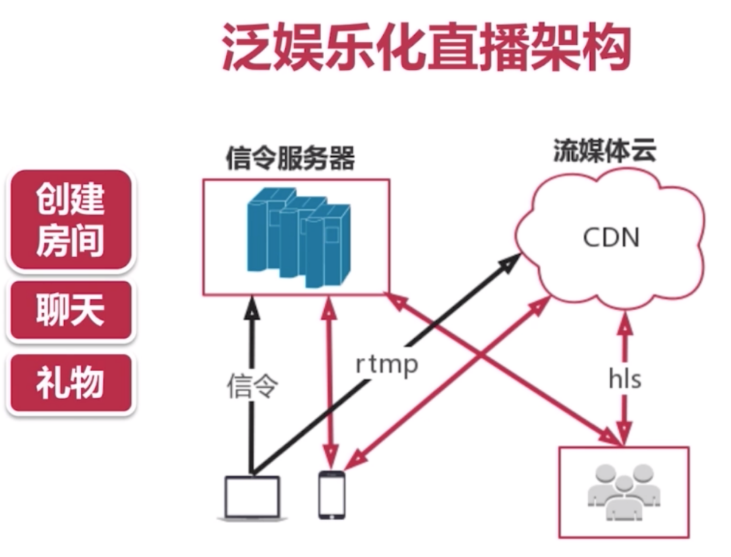 泛娱乐化直播架构
信令服务器
流媒体云
创建
房间
CDN
聊天
rtmp
礼物
信令
hls